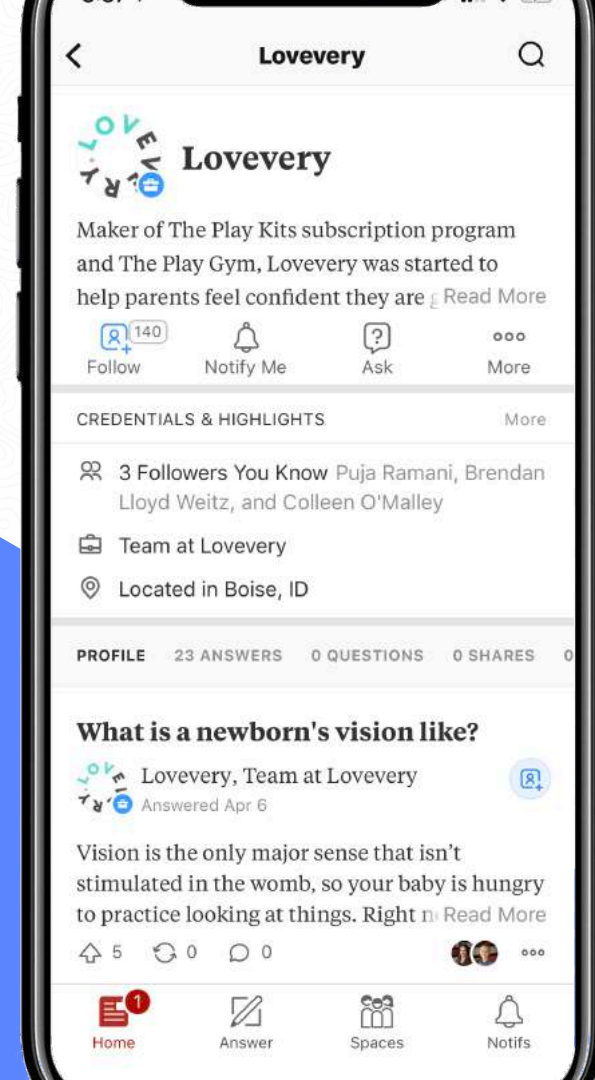 Lovevery
LOVEVERY
Lovevery
Maker of The Play Kits subscription program
and The Play Gym, Lovevery was started to
help parents feel confident they are Read More
140
Follow Notify Me Ask More
CREDENTIALS & HIGHLIGHTS More
3 Followers You Know Puja Ramani, Brendan
Lloyd Weitz, and Colleen O'Malley
Team at Lovevery
Located in Boise, ID
PROFILE 23 ANSWERS 0 QUESTIONS 0 SHARES 0
What is a newborn's vision like?
Lovevery, Team at Lovevery
Answered Apr 6
Vision is the only major sense that isn’t
stimulated in the womb, so your baby is hungry
to practice looking at things. Right Read More
5 0 0
1
Home Answer Spaces Notifs